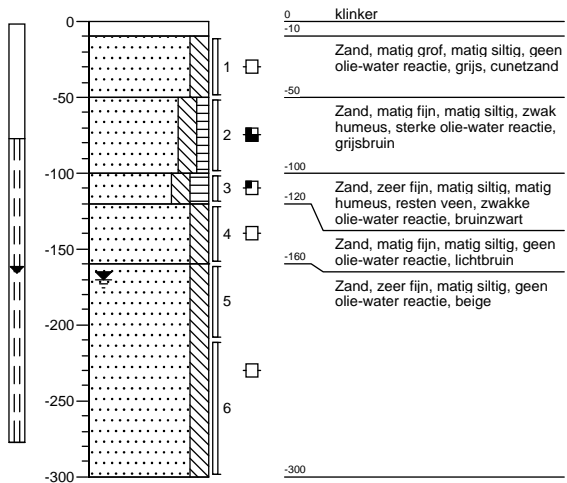 0
-50
-100
-150
-200
-250
-300
1
2
3
4
5
6
0
klinker
-10
Zand, matig grof, matig siltig, geen
olie-water reactie, grijs, cunetzand
-50
Zand, matig fijn, matig siltig, zwak
humeus, sterke olie-water reactie,
grijsbruin
-100
Zand, zeer fijn, matig siltig, matig
humeus, resten veen, zwakke
olie-water reactie, bruinzwart
-120
Zand, matig fijn, matig siltig, geen
olie-water reactie, lichtbruin
-160
Zand, zeer fijn, matig siltig, geen
olie-water reactie, beige
-300